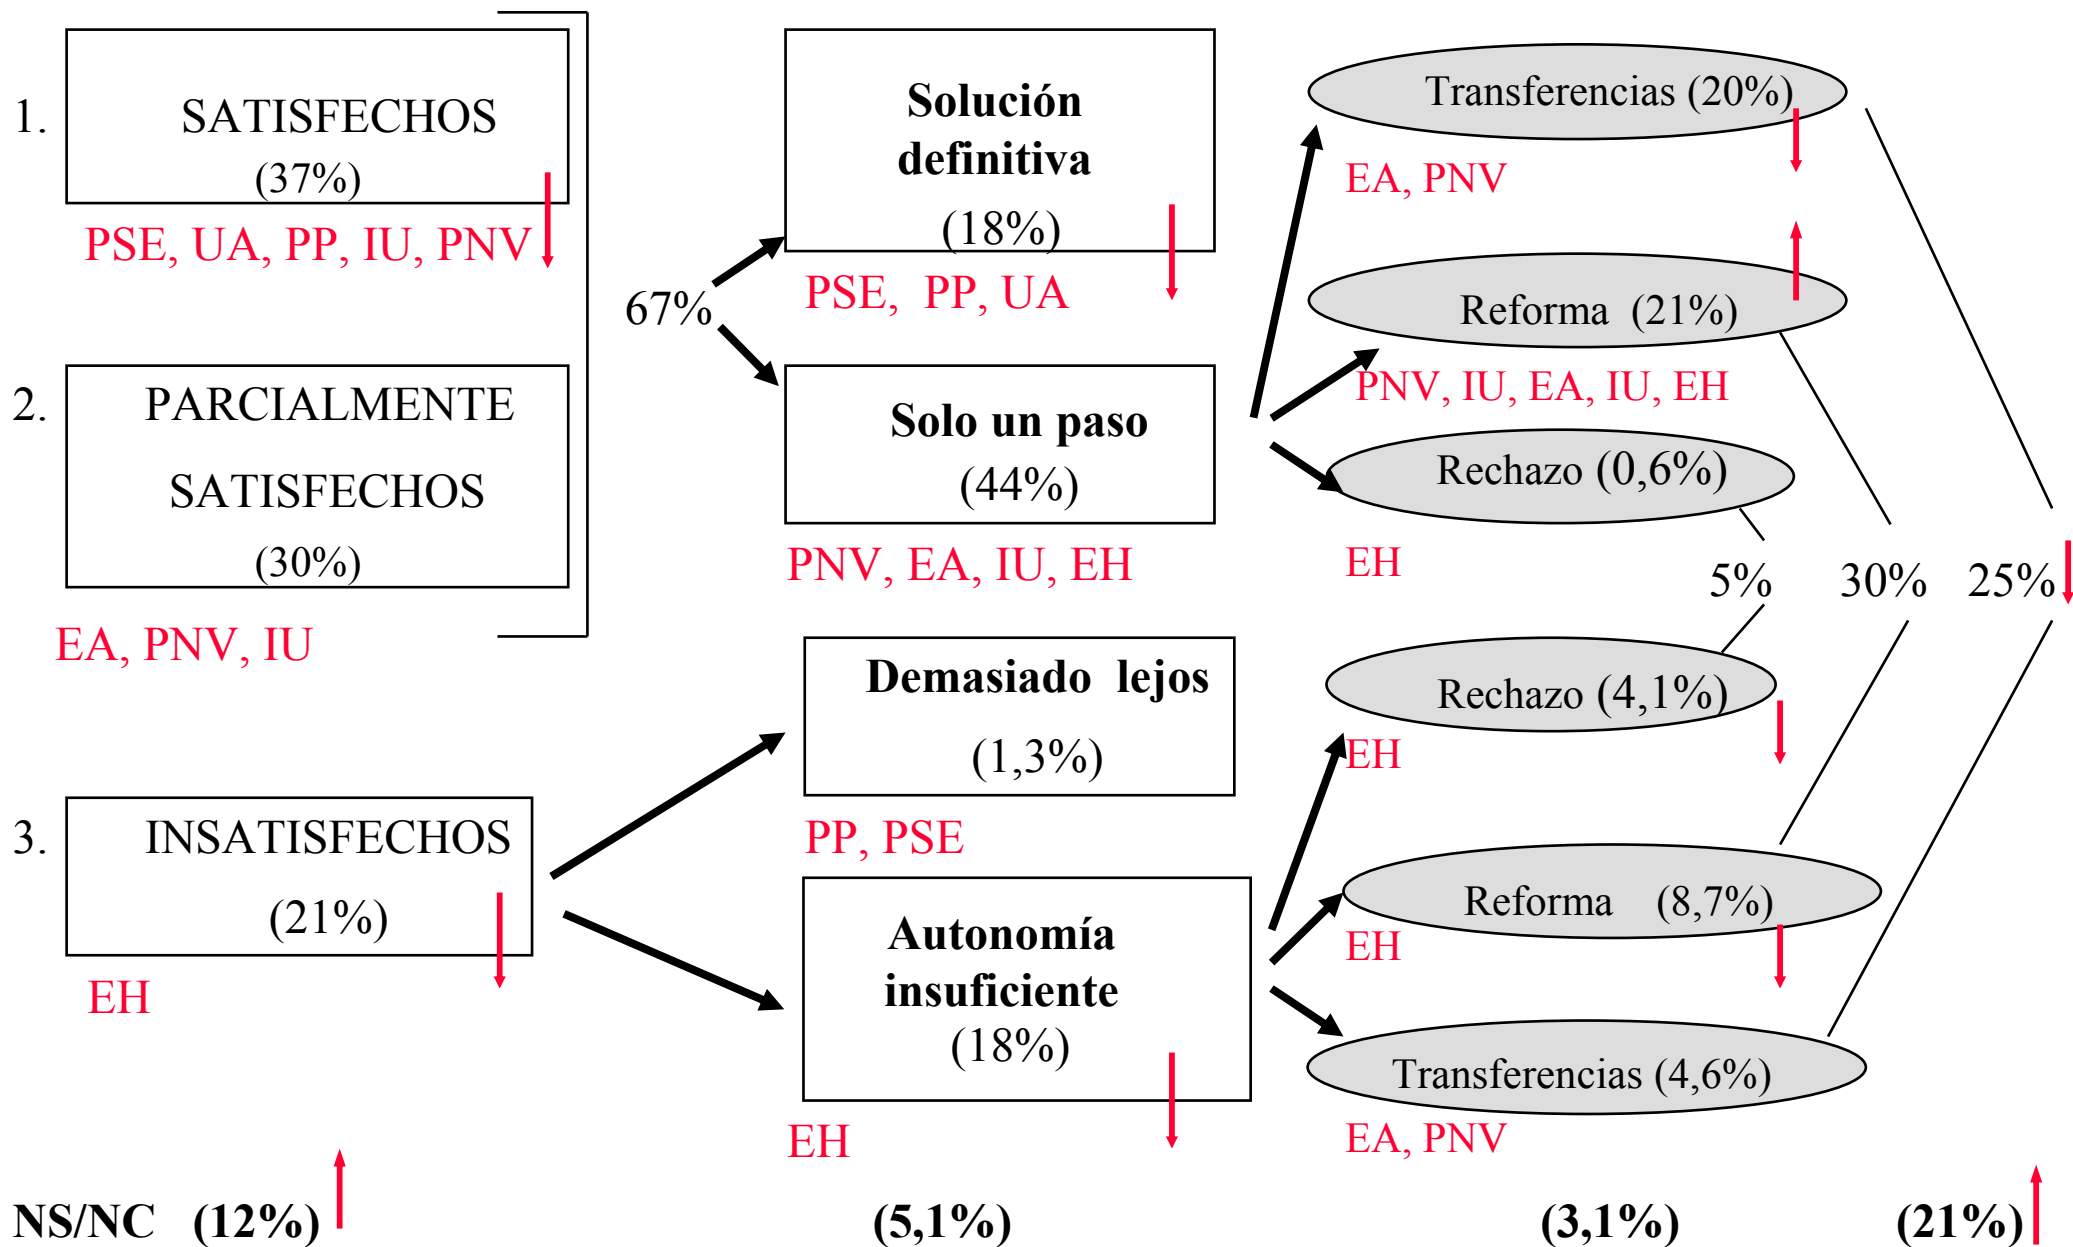 1.
SATISFECHOS
(37%)
PSE, UA, PP, IU, PNV
2.
PARCIALMENTE
SATISFECHOS
(30%)
EA, PNV, IU
3.
INSATISFECHOS
(21%)
EH
67%
Solución
definitiva
(18%)
PSE, PP, UA
Solo un paso
(44%)
PNV, EA, IU, EH
Demasiado lejos
(1,3%)
PP, PSE
Autonomía
insuficiente
(18%)
EH
Transferencias (20%)
EA, PNV
Reforma (21%)
PNV, IU, EA, IU, EH
Rechazo (0,6%)
EH
5% 30% 25%
Rechazo (4,1%)
EH
Reforma (8,7%)
EH
Transferencias (4,6%)
EA, PNV
NS/NC (12%) (5,1%) (3,1%) (21%)